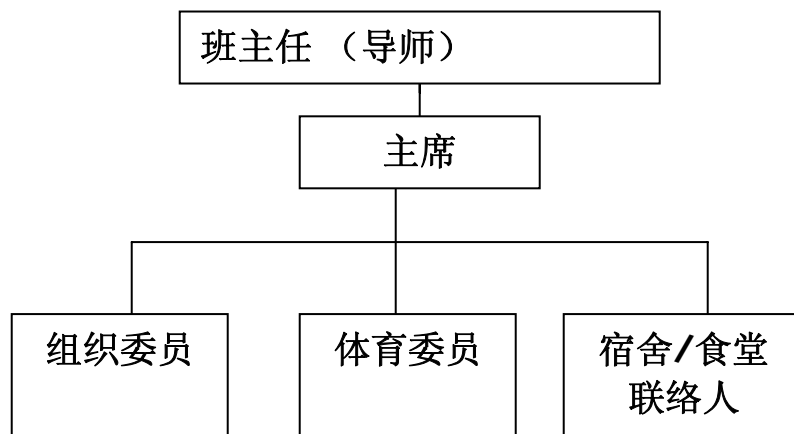 班主任 （导师）
主席
组织委员
体育委员
宿舍/食堂
联络人